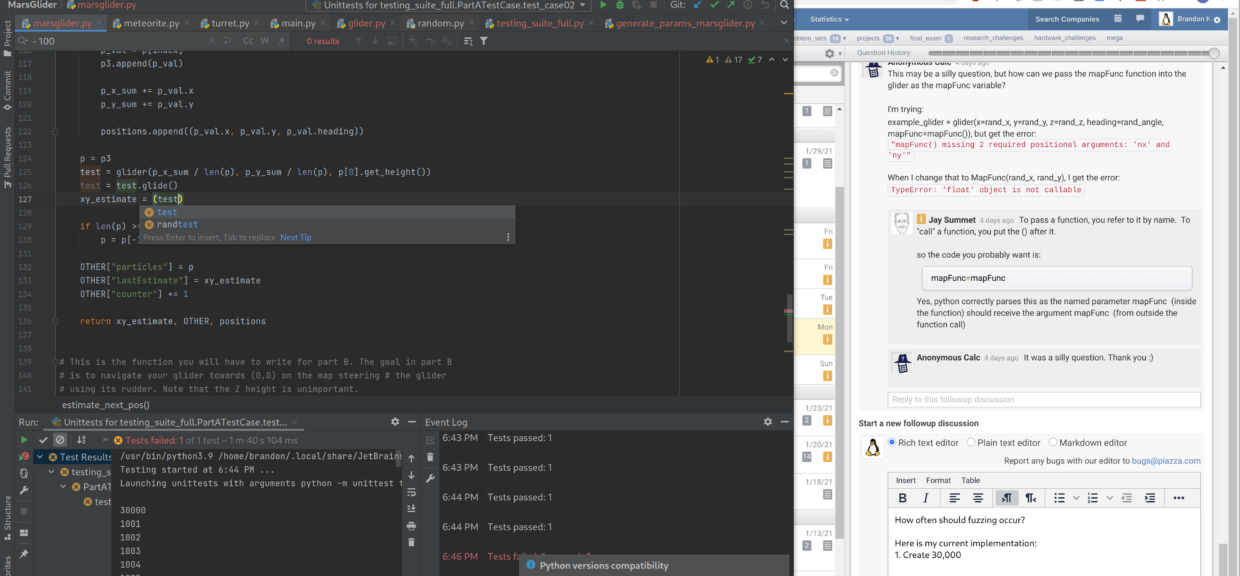 MarsGlider
marsglider.py
Unittests for testing_suite_full.PartATestCase.test_case02
Git:
marsglider.py
meteorite.py
turret.py
main.py
glider.py
random.py
testing_suite_full.py
generate_params_marsglider.py
- 100
Cc
W
0 results
1
17
7
Project
Commit
Pull Requests
Structure
117
p3.append(p_val)
118
119
p_x_sum += p_val.x
120
p_y_sum += p_val.y
121
122
positions.append((p_val.x, p_val.y, p_val.heading))
123
124
p = p3
125
test = glider(p_x_sum / len(p), p_y_sum / len(p), p[0].get_height())
126
test = test.glide()
127
xy_estimate = (test)
test
randtest
Press Enter to insert, Tab to replace Next Tip
128
129
if len(p) >
130
p = p[-
131
132
OTHER["particles"] = p
133
OTHER["lastEstimate"] = xy_estimate
134
OTHER["counter"] += 1
135
136
return xy_estimate, OTHER, positions
137
138
139
# This is the function you will have to write for part B. The goal in part B
140
# is to navigate your glider towards (0,0) on the map steering # the glider
141
# using its rudder. Note that the Z height is unimportant.
estimate_next_pos()
Run:
Unittests for testing_suite_full.PartATestCase.test...
Tests failed: 1 of 1 test – 1 m 40 s 104 ms
Test Results
testing_s
PartA
test
/usr/bin/python3.9 /home/brandon/.local/share/JetBrains
Testing started at 6:44 PM ...
Launching unittests with arguments python -m unittest t
30000
1001
1002
1003
1004
Event Log
6:43 PM Tests passed: 1
6:43 PM Tests passed: 1
6:44 PM Tests passed: 1
6:44 PM Tests passed: 1
6:46 PM
Python versions compatibility
Statistics
Search Companies
Brandon K
oblem_sets
projects
final_exam
research_challenges
hardware_challenges
mega
Question History:
1
1/29/21
1
Fri
Fri
Tue
Mon
Sun
1/23/21
2
1/20/21
14
1/18/21
1/13/21
2
Anonymous Calc 4 days ago
This may be a silly question, but how can we pass the mapFunc function into the
glider as the mapFunc variable?
I'm trying:
example_glider = glider(x=rand_x, y=rand_y, z=rand_z, heading=rand_angle,
mapFunc=mapFunc()), but get the error:
"mapFunc() missing 2 required positional arguments: 'nx' and
'ny'"
When I change that to MapFunc(rand_x, rand_y), I get the error:
TypeError: 'float' object is not callable
Jay Summet 4 days ago To pass a function, you refer to it by name. To
"call" a function, you put the () after it.
so the code you probably want is:
mapFunc=mapFunc
Yes, python correctly parses this as the named parameter mapFunc (inside
the function) should receive the argument mapFunc (from outside the
function call)
Anonymous Calc 4 days ago It was a silly question. Thank you :)
Reply to this followup discussion
Start a new followup discussion
Rich text editor
Plain text editor
Markdown editor
Report any bugs with our editor to bugs@piazza.com
Insert Format Table
B I
How often should fuzzing occur?
Here is my current implementation:
1. Create 30,000